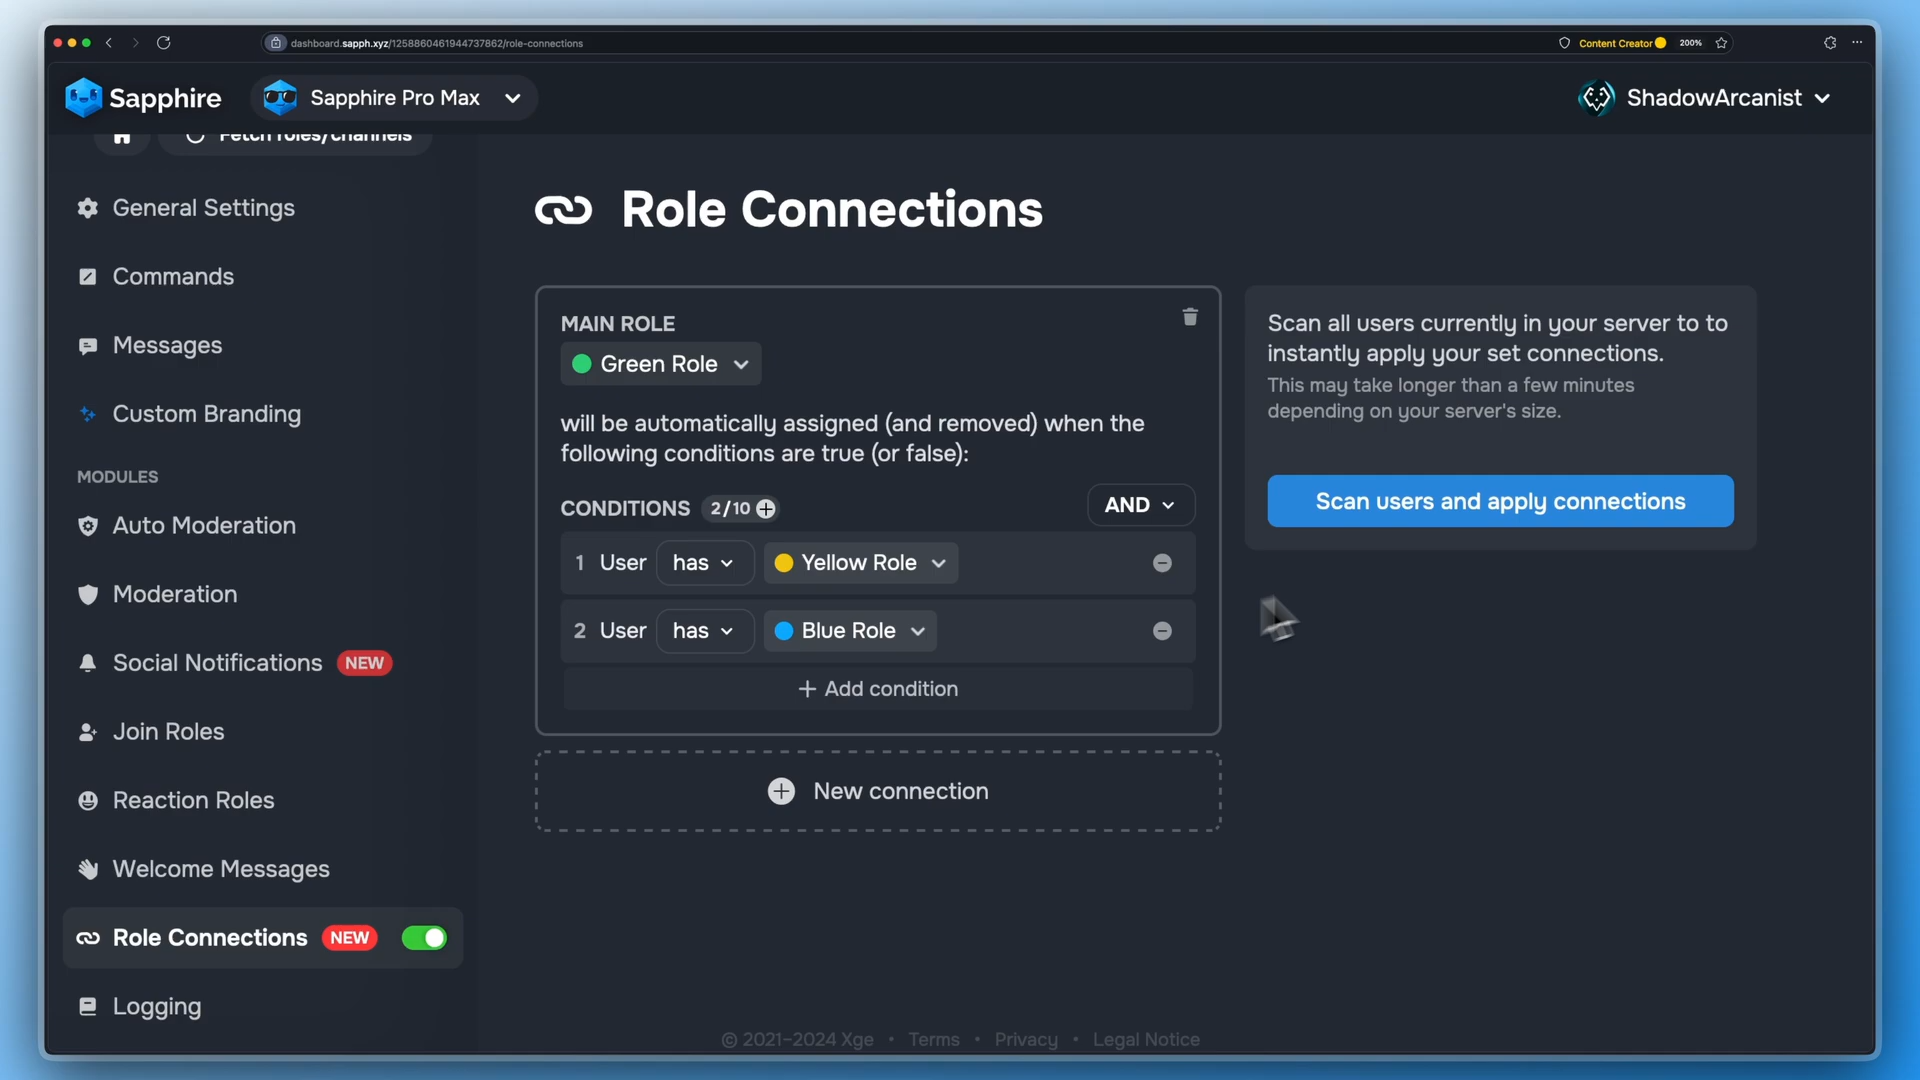 dashboard.sapph.xyz/1258860461944737862/role-connections
Content Creator
200%
Sapphire
Sapphire Pro Max
ShadowArcanist
Fetch roles/channels
General Settings
Commands
Messages
Custom Branding
MODULES
Auto Moderation
Moderation
Social Notifications NEW
Join Roles
Reaction Roles
Welcome Messages
Role Connections NEW
Logging
Role Connections
MAIN ROLE
Green Role
will be automatically assigned (and removed) when the
following conditions are true (or false):
CONDITIONS 2/10
AND
1 User has Yellow Role
2 User has Blue Role
Add condition
New connection
Scan all users currently in your server to to
instantly apply your set connections.
This may take longer than a few minutes
depending on your server's size.
Scan users and apply connections
© 2021–2024 Xge • Terms • Privacy • Legal Notice